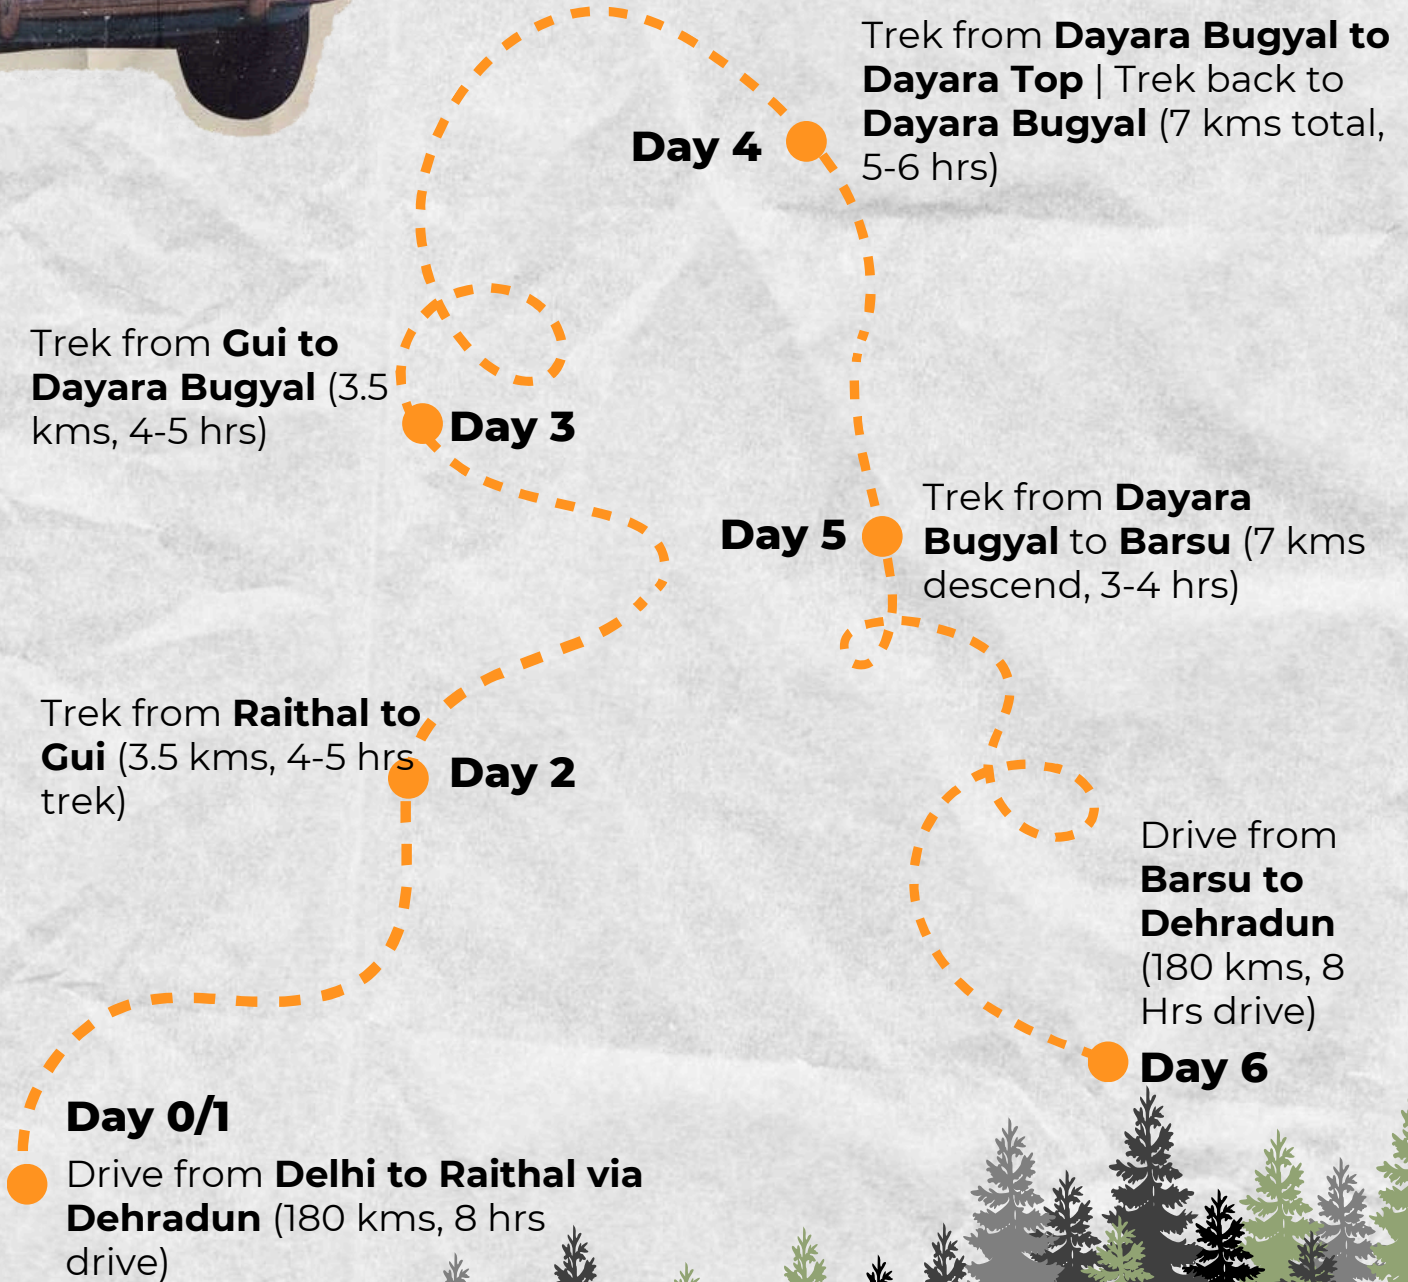 Trek from Dayara Bugyal to
Dayara Top | Trek back to
Dayara Bugyal (7 kms total,
5-6 hrs)
Day 4
Trek from Gui to
Dayara Bugyal (3.5
kms, 4-5 hrs)
Day 3
Trek from Dayara
Bugyal to Barsu (7 kms
descend, 3-4 hrs)
Day 5
Trek from Raithal to
Gui (3.5 kms, 4-5 hrs
trek)
Day 2
Drive from
Barsu to
Dehradun
(180 kms, 8
Hrs drive)
Day 6
Day 0/1
Drive from Delhi to Raithal via
Dehradun (180 kms, 8 hrs
drive)